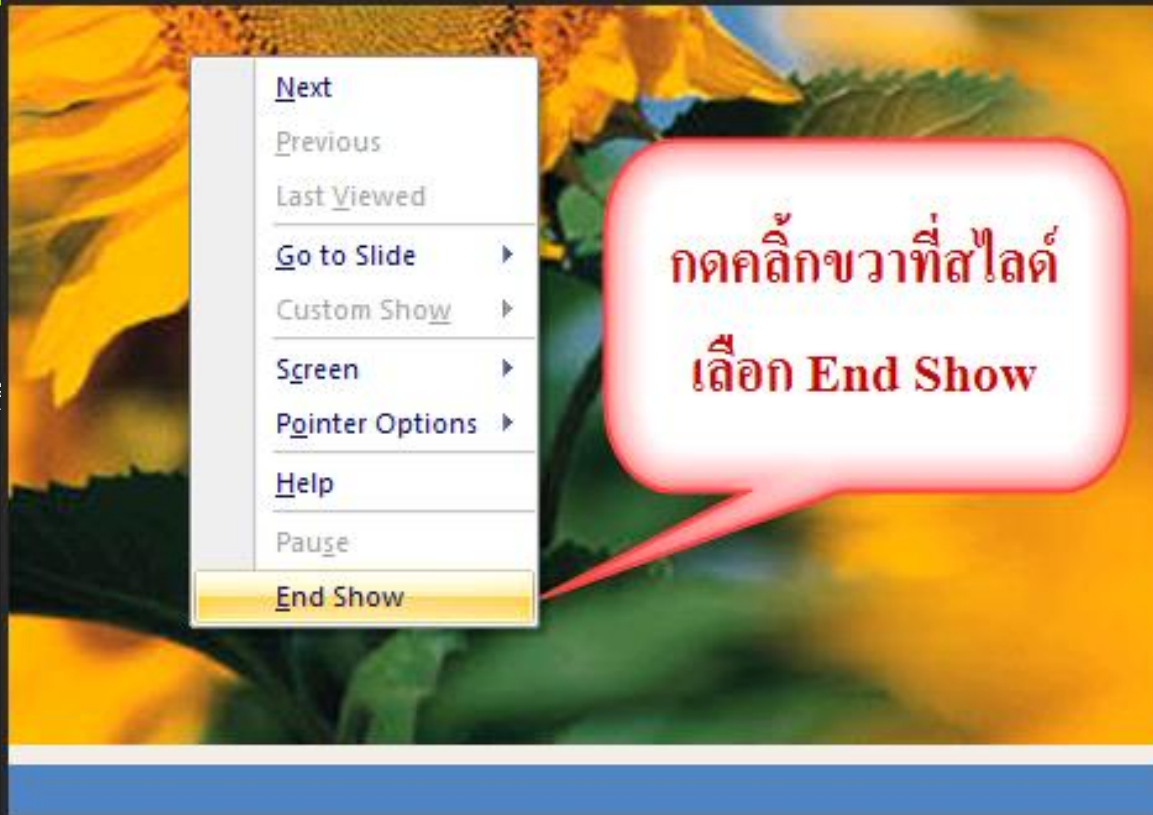 Next
Previous
Last Viewed
Go to Slide
Custom Show
Screen
Pointer Options
Help
Pause
End Show
กดคลิ้กขวาที่สไลด์
เลือก End Show